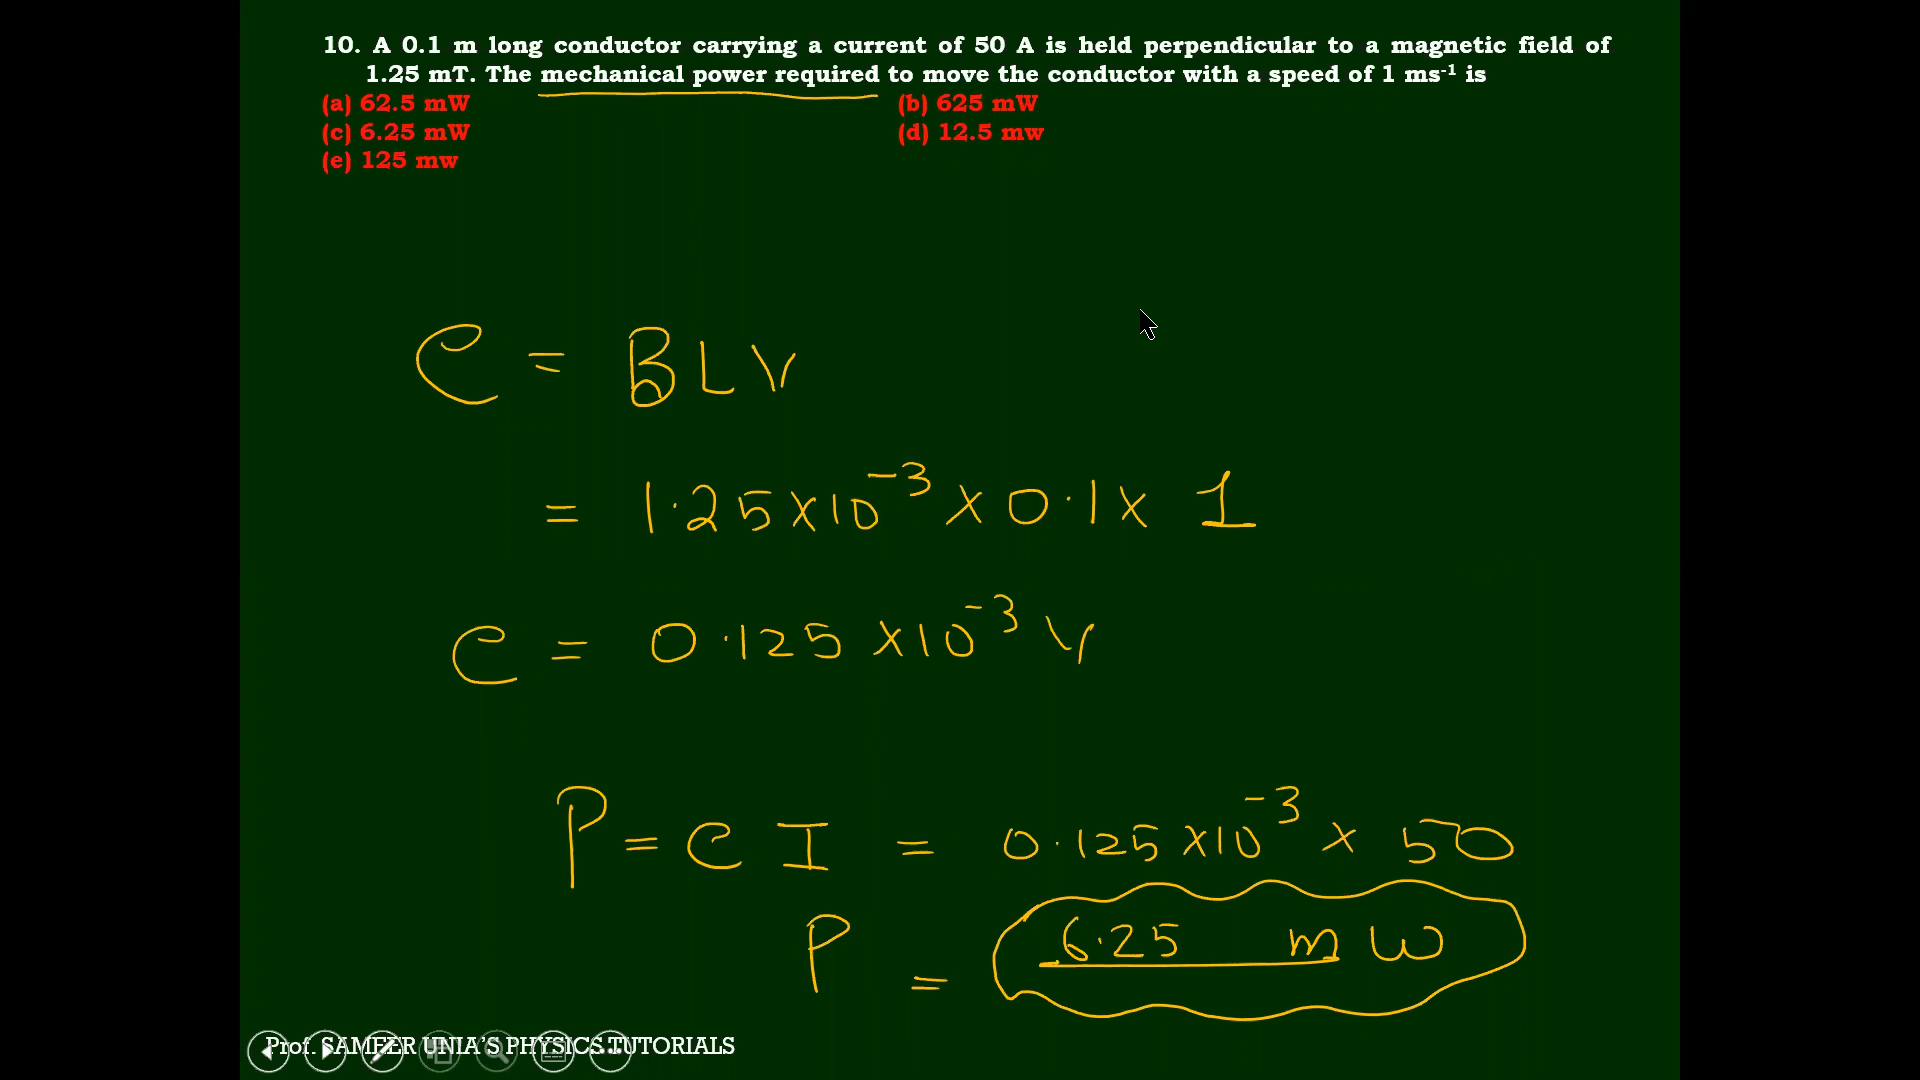 10. A 0.1 m long conductor carrying a current of 50 A is held perpendicular to a magnetic field of
1.25 mT. The mechanical power required to move the conductor with a speed of 1 ms⁻¹ is
(a) 62.5 mW (b) 625 mW
(c) 6.25 mW (d) 12.5 mw
(e) 125 mw
e = BLV
= 1.25×10⁻³ × 0.1 × 1
e = 0.125 ×10⁻³ V
P = e I = 0.125 ×10⁻³ × 50
P = 6.25 mW
Prof. SAMEER UNIA'S PHYSICS TUTORIALS